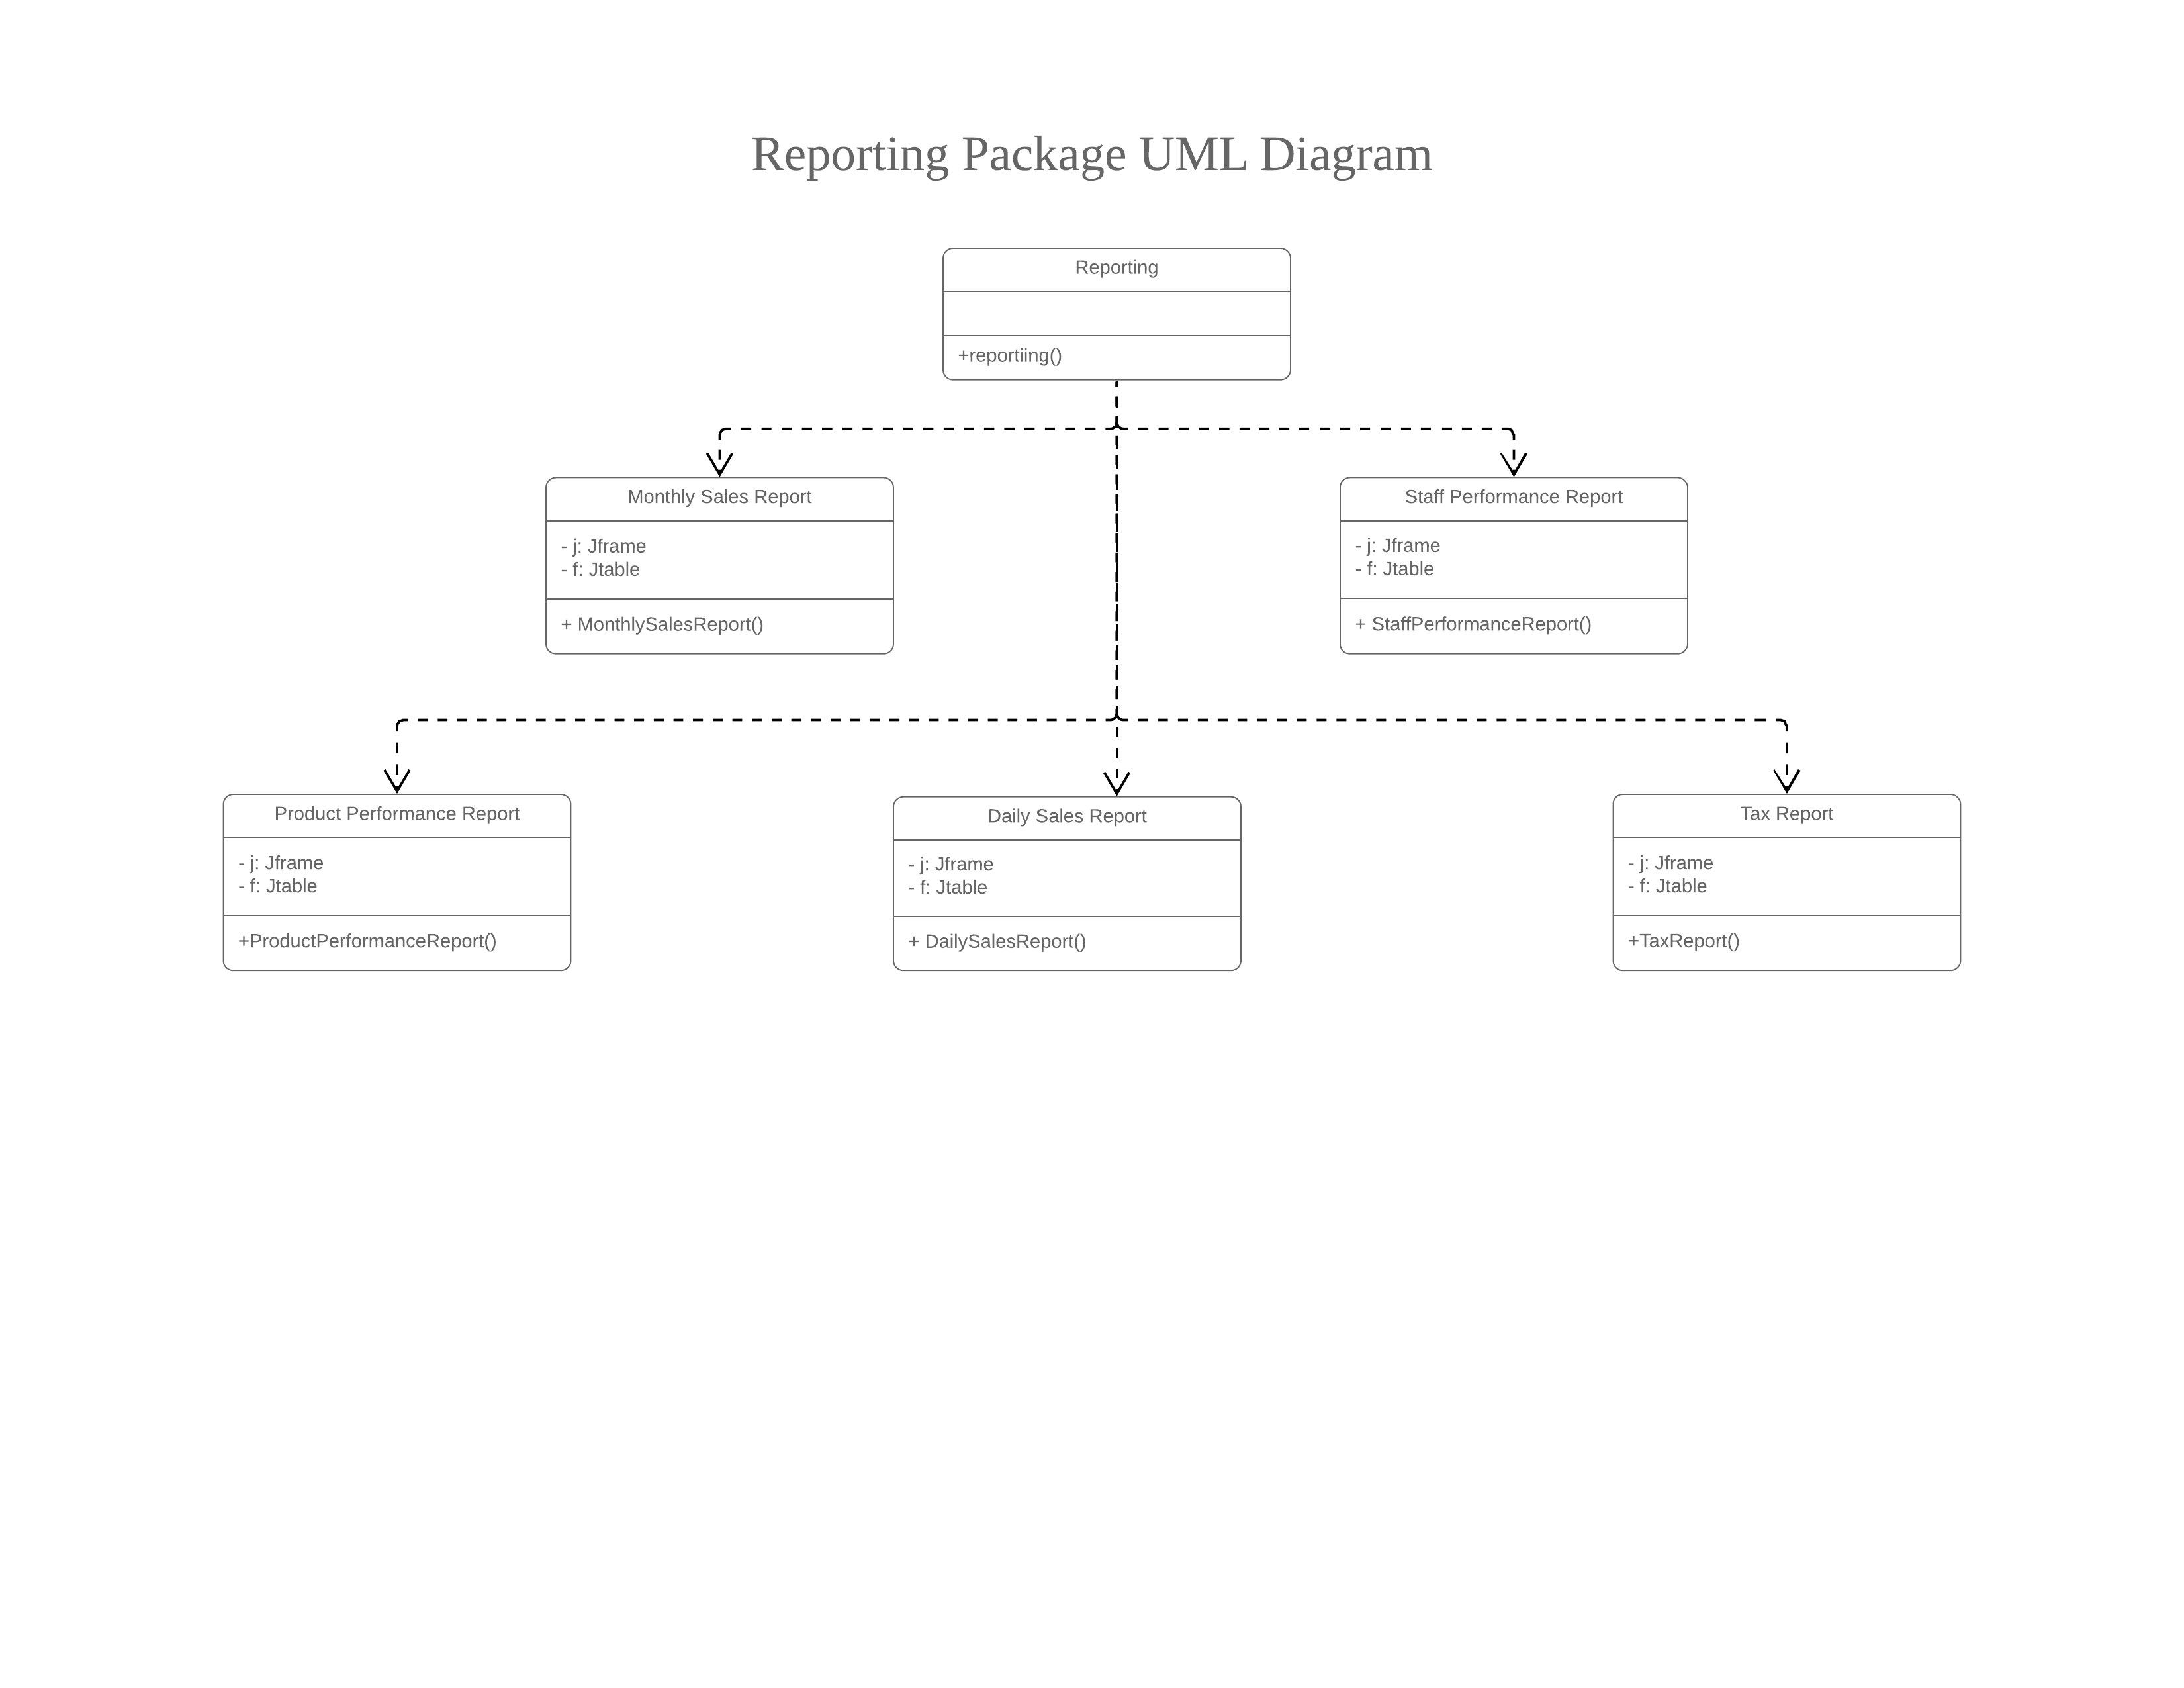 Reporting Package UML Diagram
Reporting
+reportiing()
Monthly Sales Report
- j: Jframe
- f: Jtable
+ MonthlySalesReport()
Staff Performance Report
- j: Jframe
- f: Jtable
+ StaffPerformanceReport()
Product Performance Report
- j: Jframe
- f: Jtable
+ProductPerformanceReport()
Daily Sales Report
- j: Jframe
- f: Jtable
+ DailySalesReport()
Tax Report
- j: Jframe
- f: Jtable
+TaxReport()